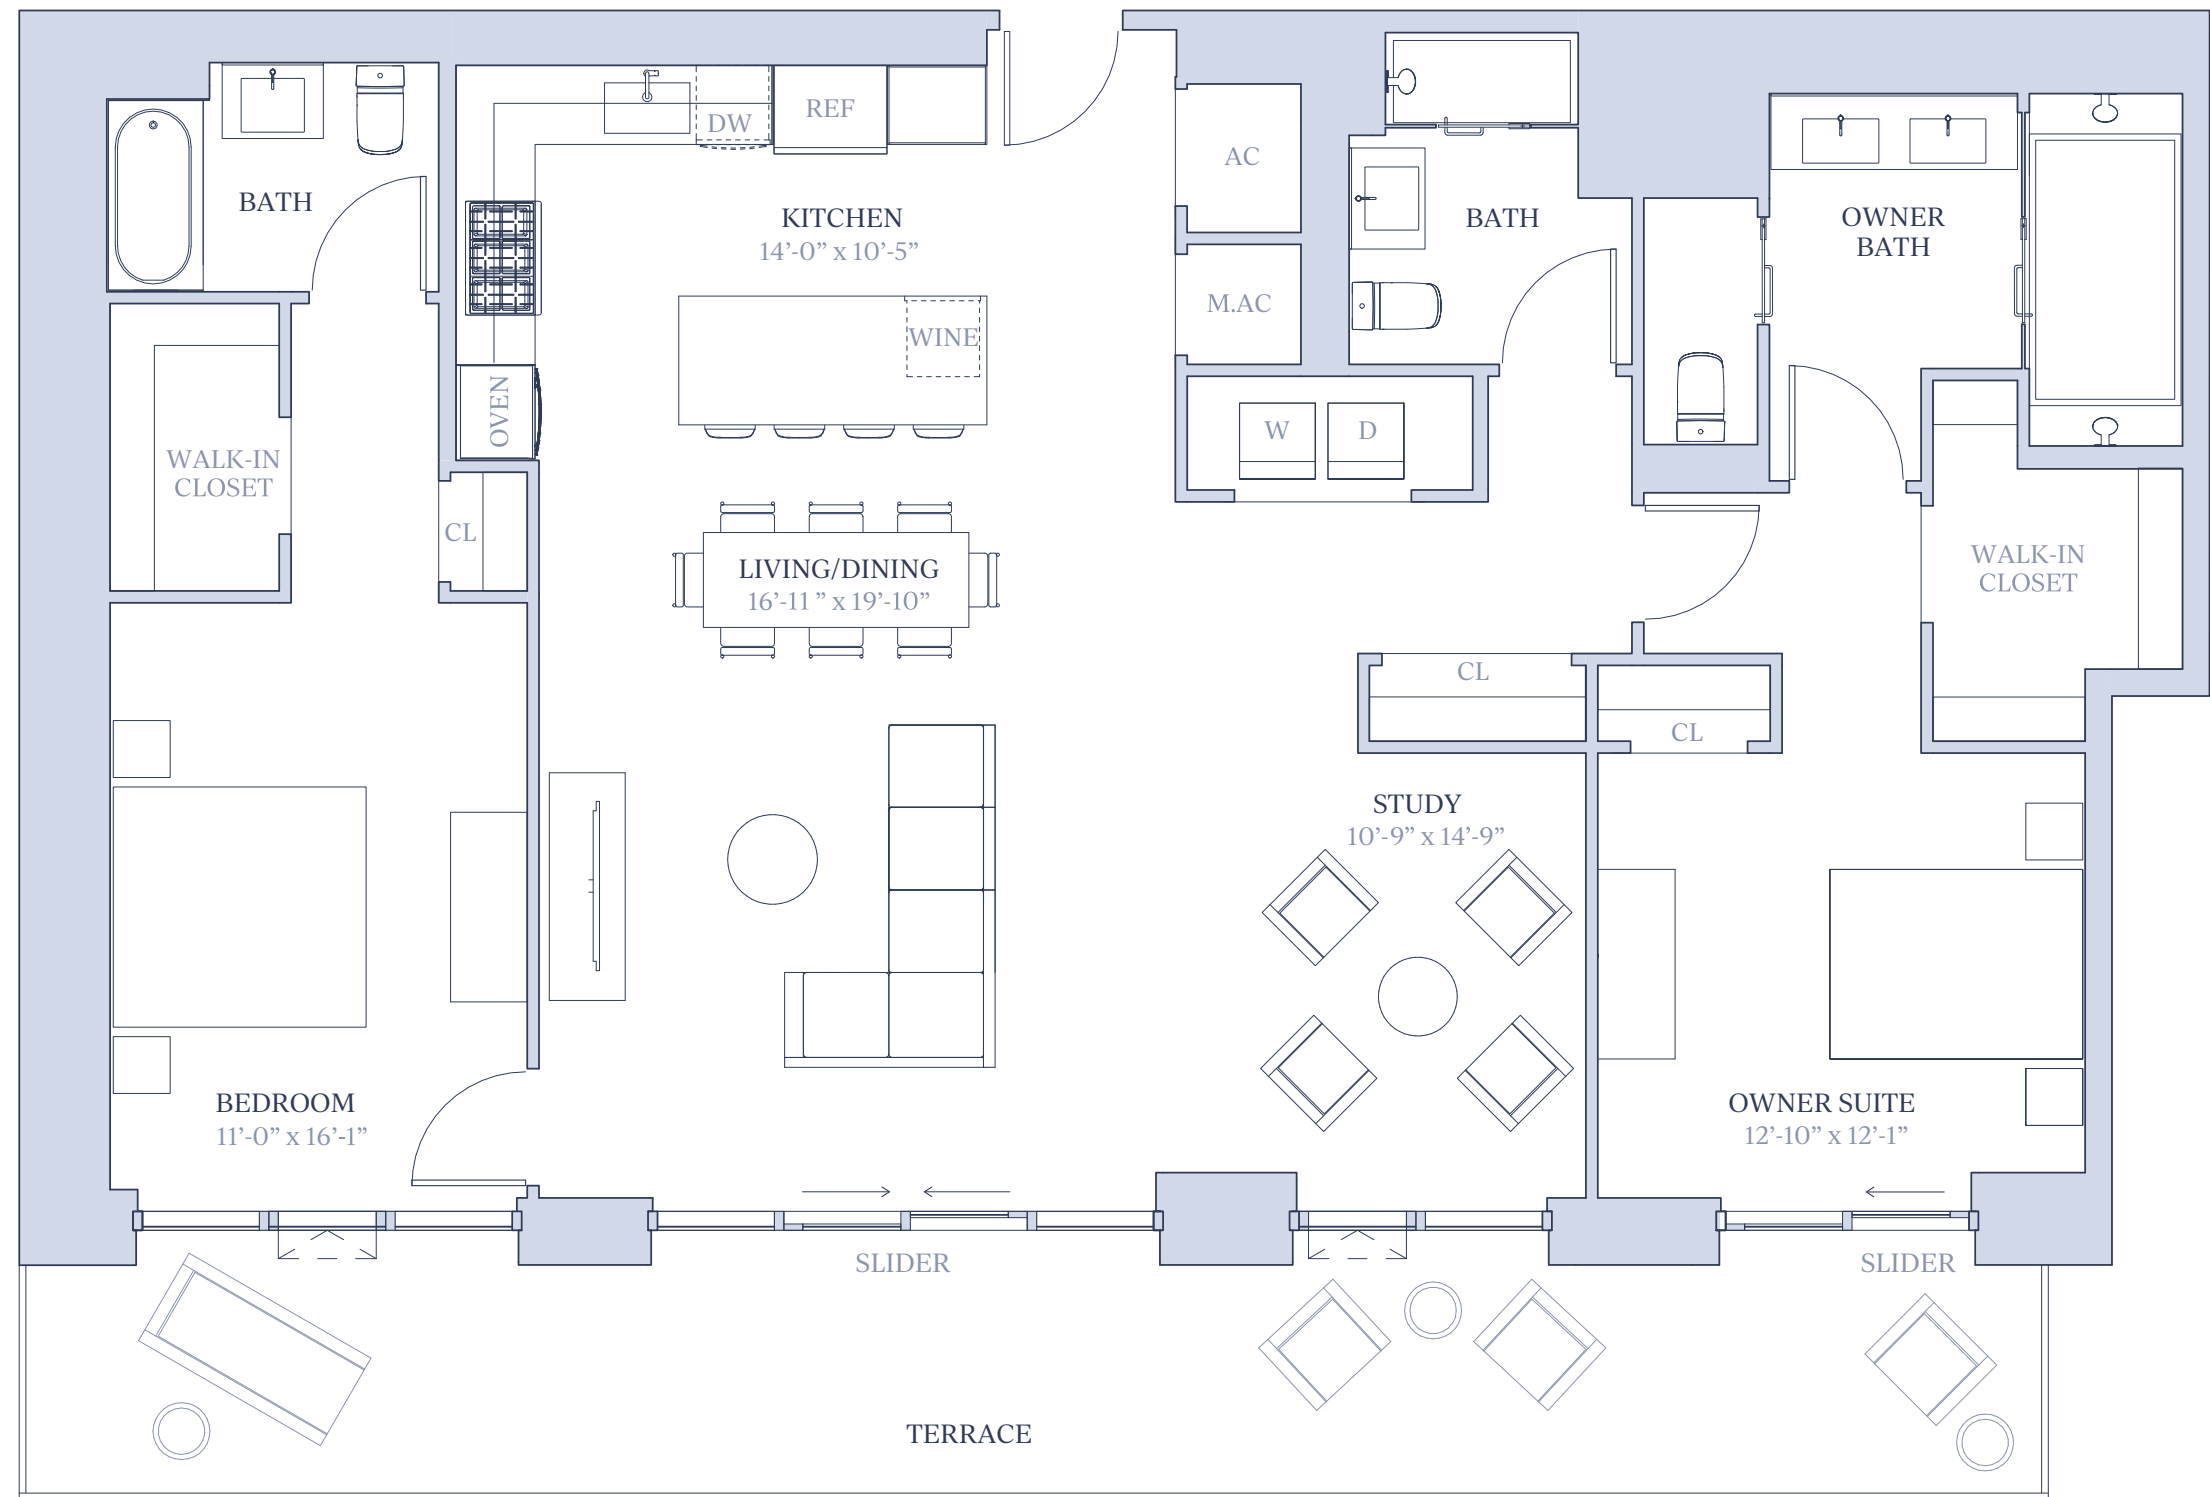 BATH
DW
REF
KITCHEN
14’-0” x 10’-5”
WINE
OVEN
AC
M.AC
BATH
OWNER
BATH
W
D
WALK-IN
CLOSET
CL
LIVING/DINING
16’-11” x 19’-10”
WALK-IN
CLOSET
CL
CL
STUDY
10’-9” x 14’-9”
BEDROOM
11’-0” x 16’-1”
OWNER SUITE
12’-10” x 12’-1”
SLIDER
SLIDER
TERRACE